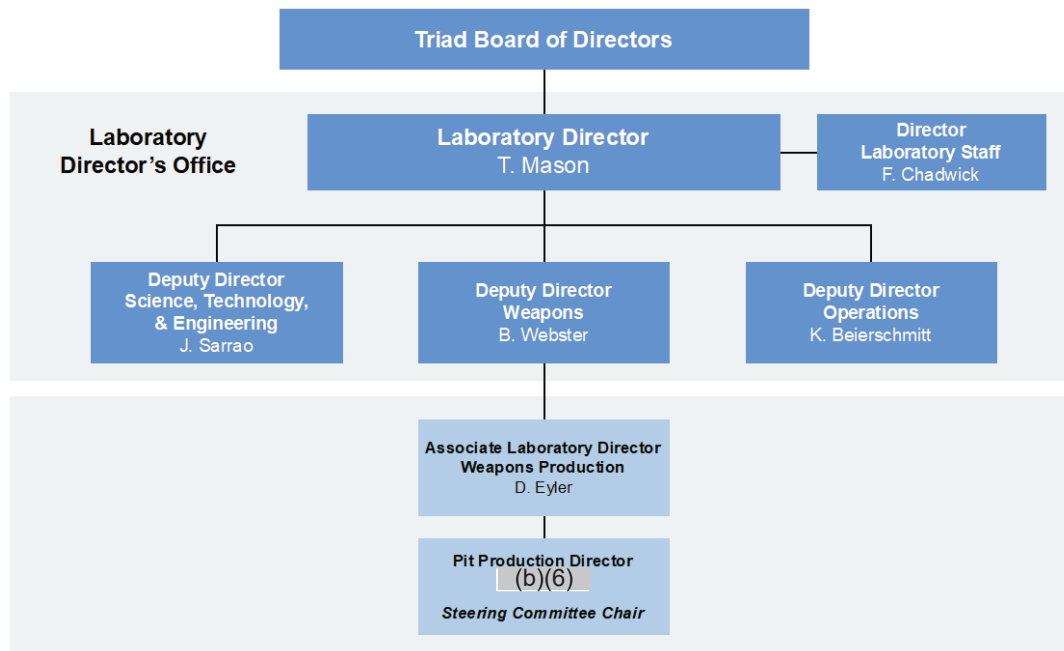 Triad Board of Directors
Laboratory
Director's Office
Laboratory Director
T. Mason
Director
Laboratory Staff
F. Chadwick
Deputy Director
Science, Technology,
& Engineering
J. Sarrao
Deputy Director
Weapons
B. Webster
Deputy Director
Operations
K. Beierschmitt
Associate Laboratory Director
Weapons Production
D. Eyler
Pit Production Director
(b)(6)
Steering Committee Chair